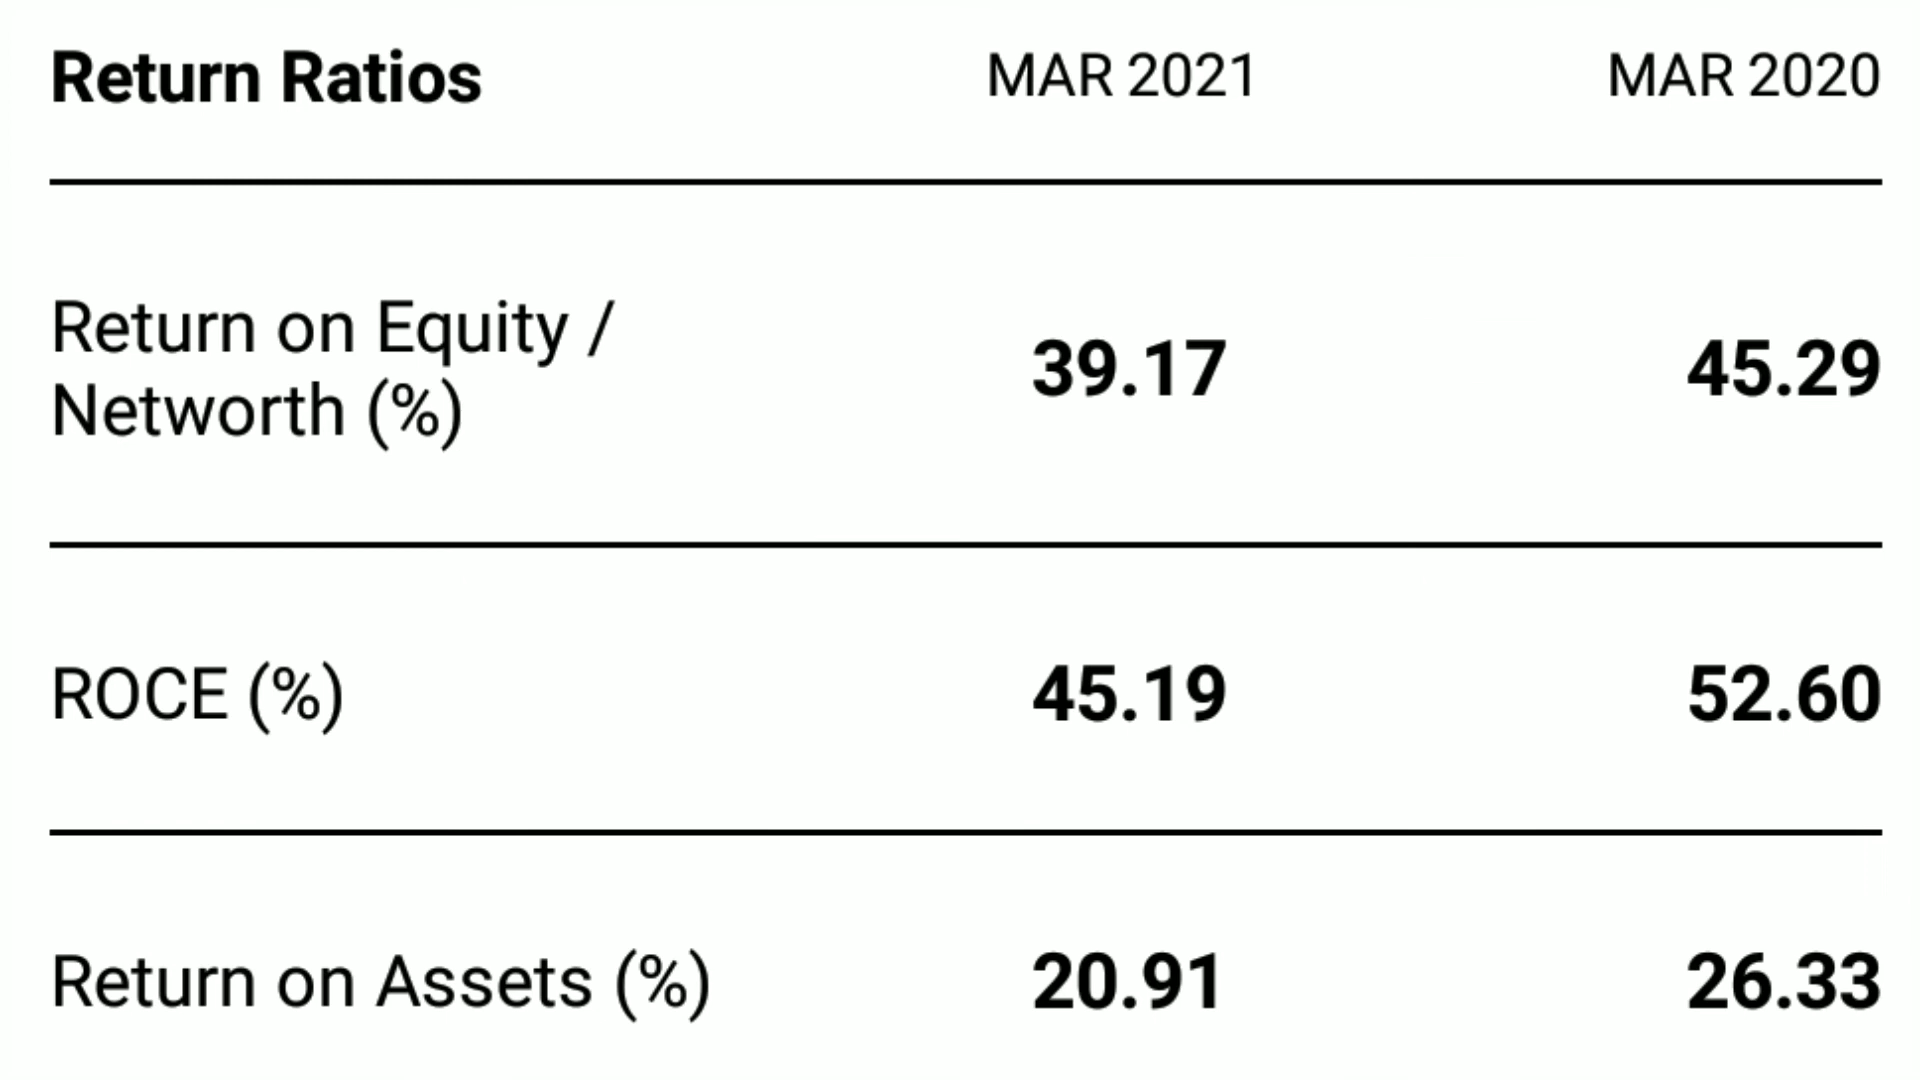 Return Ratios MAR 2021 MAR 2020
Return on Equity /
Networth (%) 39.17 45.29
ROCE (%) 45.19 52.60
Return on Assets (%) 20.91 26.33